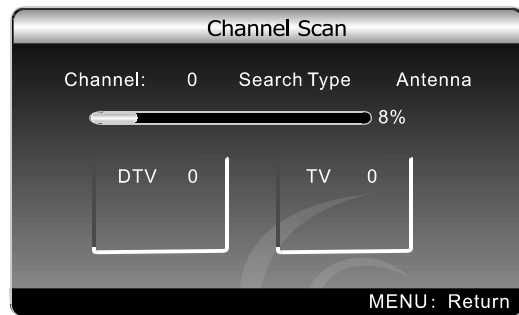 Channel Scan
Channel: 0 Search Type Antenna
8%
DTV 0 TV 0
MENU: Return